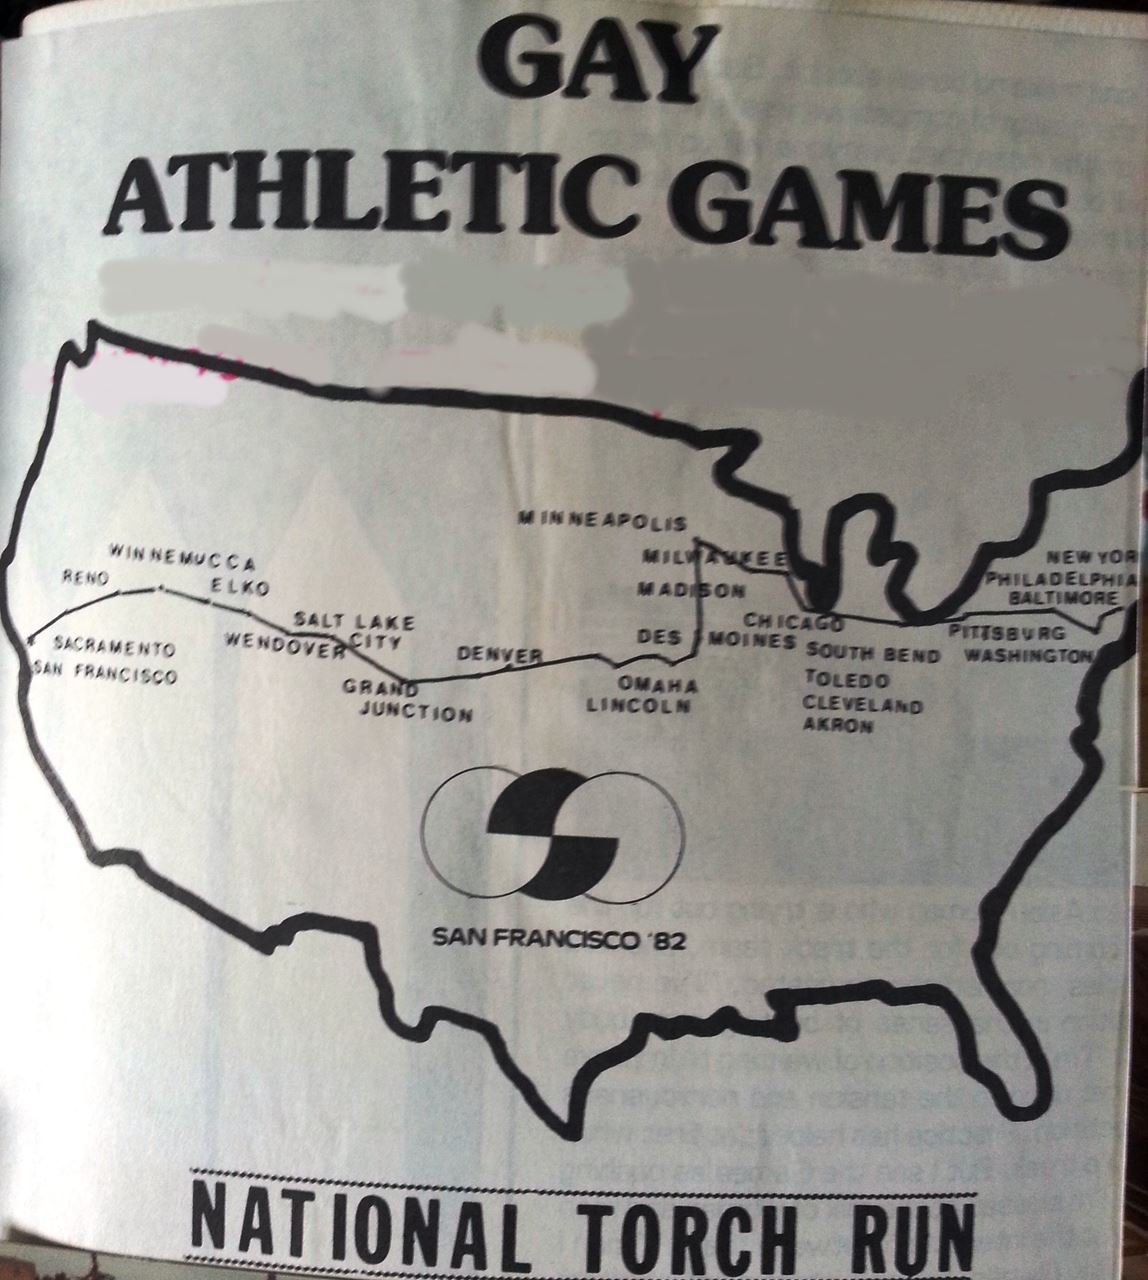 GAY
ATHLETIC GAMES
MINNEAPOLIS
WINNEMUCCA
MILWAUKEE
NEW YOR
RENO
ELKO
MADISON
PHILADELPHIA
BALTIMORE
SALT LAKE
CITY
CHICAGO
PITTSBURG
SACRAMENTO
WENDOVER
DENVER
DES MOINES
SOUTH BEND
WASHINGTON
SAN FRANCISCO
GRAND
JUNCTION
OMAHA
LINCOLN
TOLEDO
CLEVELAND
AKRON
SAN FRANCISCO '82
NATIONAL TORCH RUN